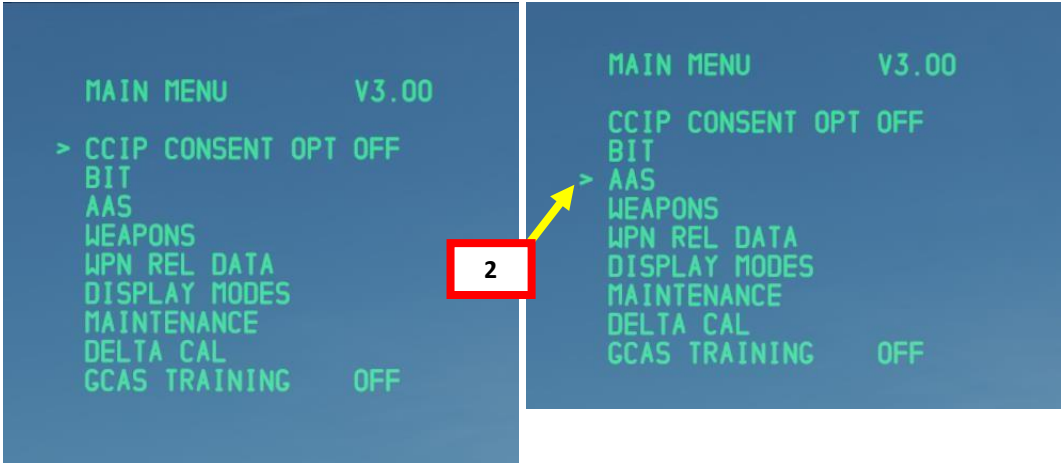 MAIN MENU V3.00
> CCIP CONSENT OPT OFF
BIT
AAS
WEAPONS
WPN REL DATA
DISPLAY MODES
MAINTENANCE
DELTA CAL
GCAS TRAINING OFF
2
MAIN MENU V3.00
CCIP CONSENT OPT OFF
BIT
> AAS
WEAPONS
WPN REL DATA
DISPLAY MODES
MAINTENANCE
DELTA CAL
GCAS TRAINING OFF